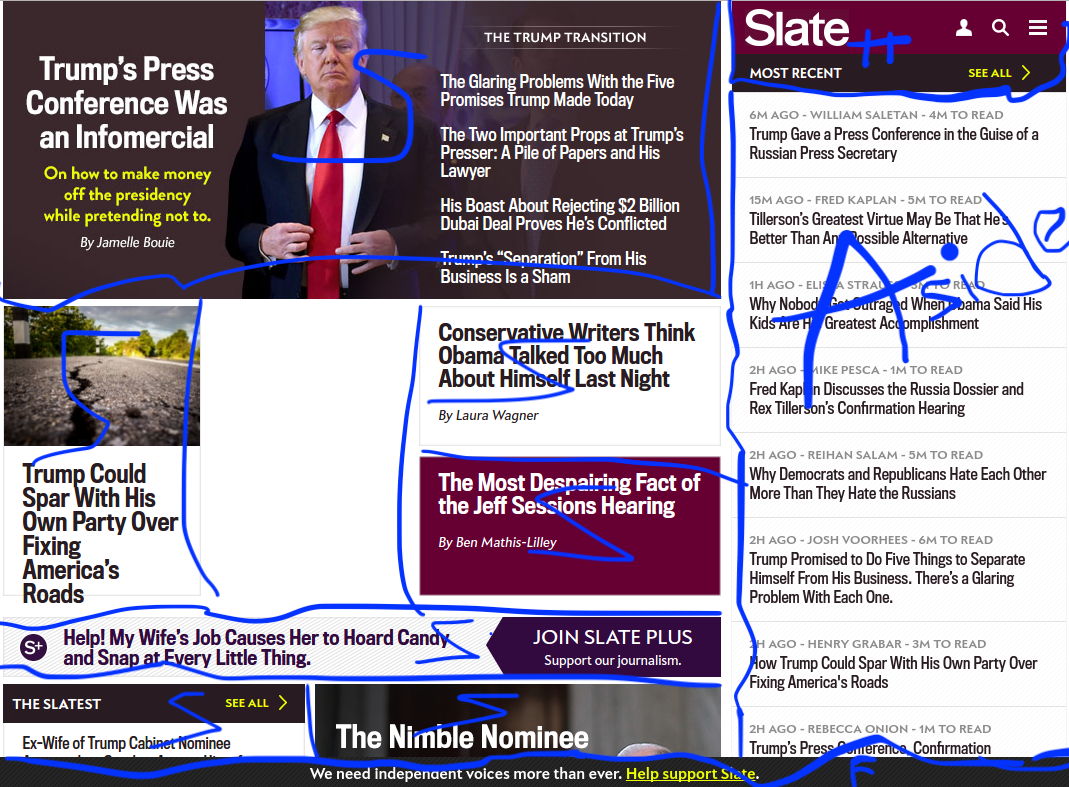 Trump's Press
Conference Was
an Infomercial
On how to make money
off the presidency
while pretending not to.
By Jamelle Bouie
S
THE TRUMP TRANSITION
The Glaring Problems With the Five
Promises Trump Made Today
The Two Important Props at Trump's
Presser: A Pile of Papers and His
Lawyer
His Boast About Rejecting $2 Billion
Dubai Deal Proves He's Conflicted
Trump's “Separation” From His
Business Is a Sham
S
Trump Could
Spar With His
Own Party Over
Fixing
America's
Roads
Conservative Writers Think
Obama Talked Too Much
About Himself Last Night
S
By Laura Wagner
The Most Despairing Fact of
the Jeff Sessions Hearing
S
By Ben Mathis-Lilley
S+
Help! My Wife's Job Causes Her to Hoard Candy
and Snap at Every Little Thing.
S
JOIN SLATE PLUS
Support our journalism.
THE SLATEST
S
SEE ALL
Ex-Wife of Trump Cabinet Nominee
The Nimble Nominee
S
Slate
H
MOST RECENT
SEE ALL
6M AGO - WILLIAM SALETAN - 4M TO READ
Trump Gave a Press Conference in the Guise of a
Russian Press Secretary
15M AGO - FRED KAPLAN - 5M TO READ
Tillerson's Greatest Virtue May Be That He's
Better Than Any Possible Alternative
Aside
1H AGO - ELISSA STRAUSS - 3M TO READ
Why Nobody Got Outraged When Obama Said His
Kids Are His Greatest Accomplishment
2H AGO - MIKE PESCA - 1M TO READ
Fred Kaplan Discusses the Russia Dossier and
Rex Tillerson's Confirmation Hearing
2H AGO - REIHAN SALAM - 5M TO READ
Why Democrats and Republicans Hate Each Other
More Than They Hate the Russians
2H AGO - JOSH VOORHEES - 6M TO READ
Trump Promised to Do Five Things to Separate
Himself From His Business. There's a Glaring
Problem With Each One.
2H AGO - HENRY GRABAR - 3M TO READ
How Trump Could Spar With His Own Party Over
Fixing America's Roads
2H AGO - REBECCA ONION - 1M TO READ
Trump's Press Conference, Confirmation
We need independent voices more than ever. Help support Slate.
F